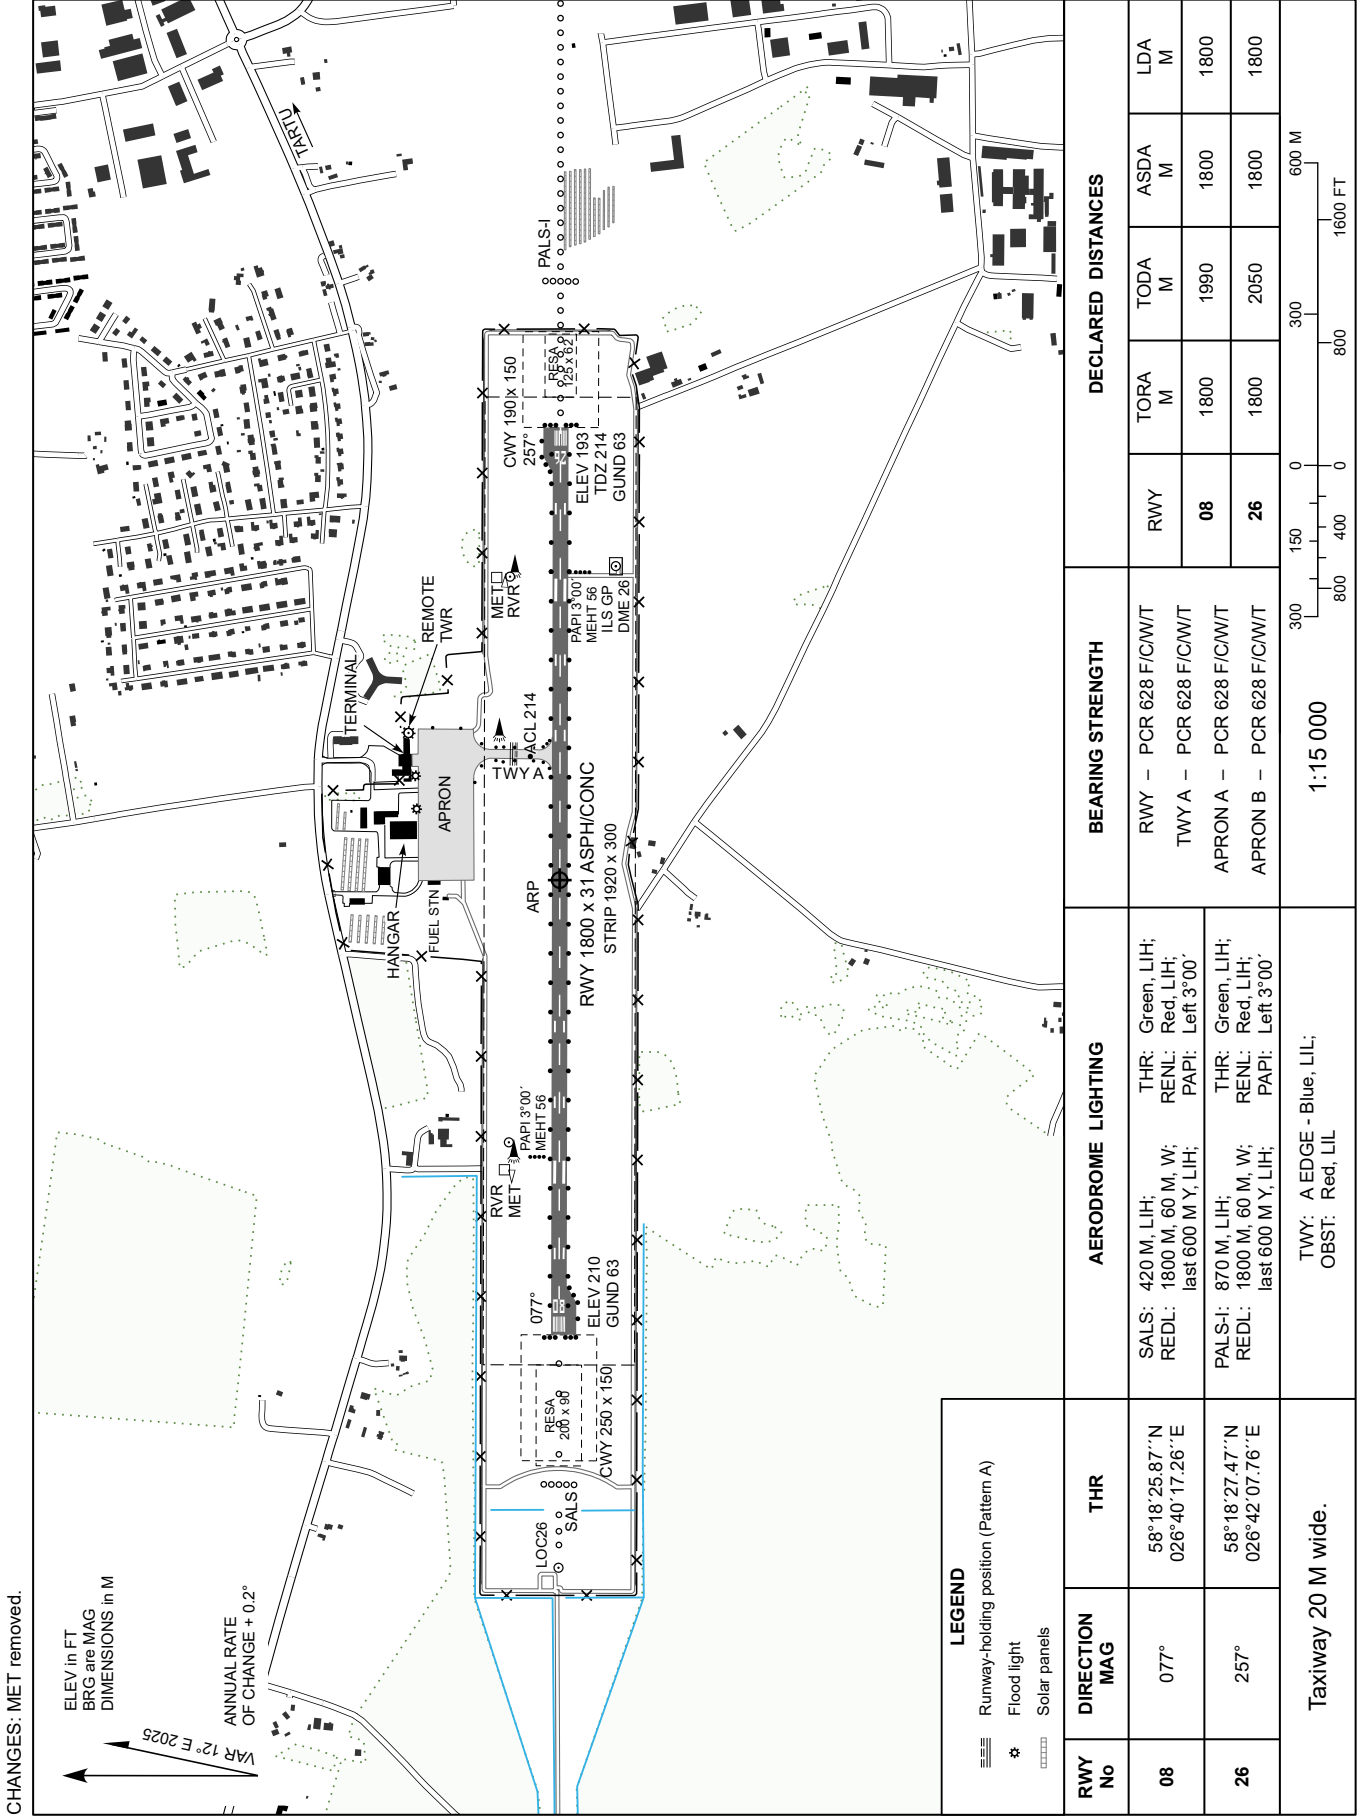 CHANGES: MET removed.
ELEV in FT
BRG are MAG
DIMENSIONS in M
VAR 12° E 2025
ANNUAL RATE
OF CHANGE + 0.2°
TARTU
TERMINAL
REMOTE
TWR
HANGAR
FUEL STN
APRON
TWY A
ACL 214
MET
RVR
RVR
MET
PAPI 3°00´
MEHT 56
PAPI 3°00´
MEHT 56
ILS GP
DME 26
LOC26
SALS
RESA
200 x 90
CWY 250 x 150
077°
ELEV 210
GUND 63
ARP
RWY 1800 x 31 ASPH/CONC
STRIP 1920 x 300
CWY 190 x 150
257°
26
ELEV 193
TDZ 214
GUND 63
RESA
125 x 62
PALS-I
LEGEND
Runway-holding position (Pattern A)
Flood light
Solar panels
RWY No
DIRECTION MAG
THR
AERODROME LIGHTING
BEARING STRENGTH
DECLARED DISTANCES
08
077°
58°18´25.87´´N
026°40´17.26´´E
SALS: 420 M, LIH;
REDL: 1800 M, 60 M, W;
last 600 M Y, LIH;
THR: Green, LIH;
RENL: Red, LIH;
PAPI: Left 3°00´
26
257°
58°18´27.47´´N
026°42´07.76´´E
PALS-I: 870 M, LIH;
REDL: 1800 M, 60 M, W;
last 600 M Y, LIH;
THR: Green, LIH;
RENL: Red, LIH;
PAPI: Left 3°00´
RWY – PCR 628 F/C/W/T
TWY A – PCR 628 F/C/W/T
APRON A – PCR 628 F/C/W/T
APRON B – PCR 628 F/C/W/T
RWY TORA M TODA M ASDA M LDA M
08 1800 1990 1800 1800
26 1800 2050 1800 1800
Taxiway 20 M wide.
TWY: A EDGE - Blue, LIL;
OBST: Red, LIL
1:15 000
300 150 0 300 600 M
800 400 0 800 1600 FT